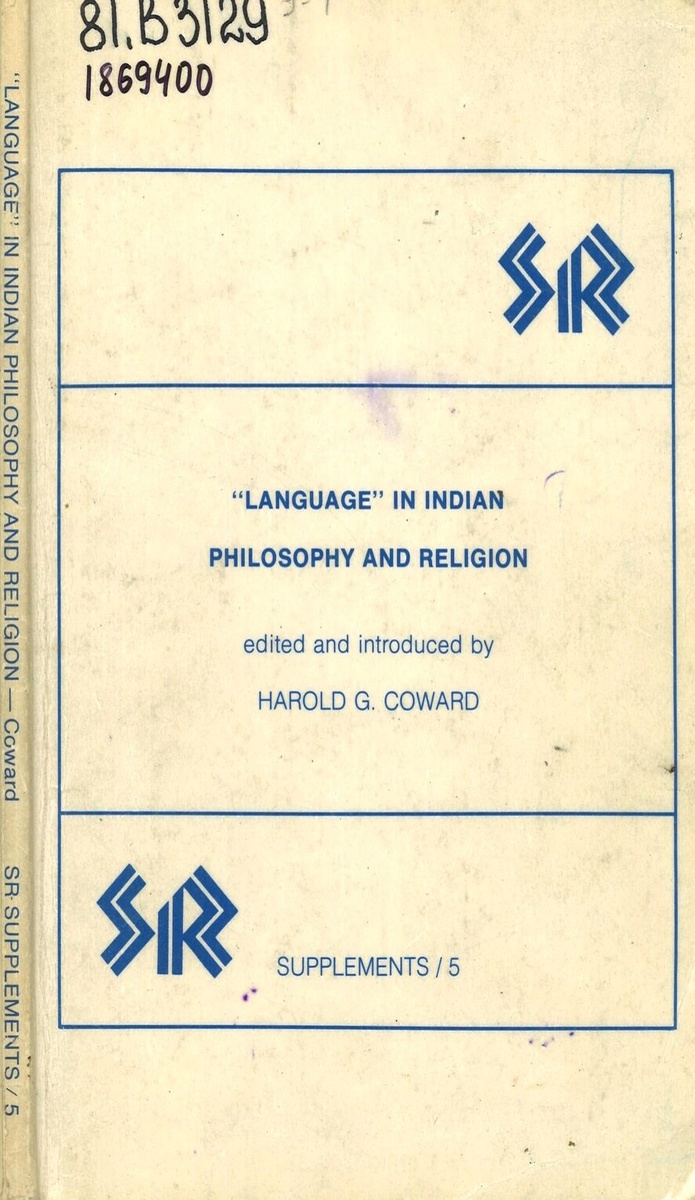 81.B3129
1869400
SR
“LANGUAGE” IN INDIAN
PHILOSOPHY AND RELIGION
edited and introduced by
HAROLD G. COWARD
SR
SUPPLEMENTS / 5
“LANGUAGE” IN INDIAN PHILOSOPHY AND RELIGION — Coward SR SUPPLEMENTS / 5